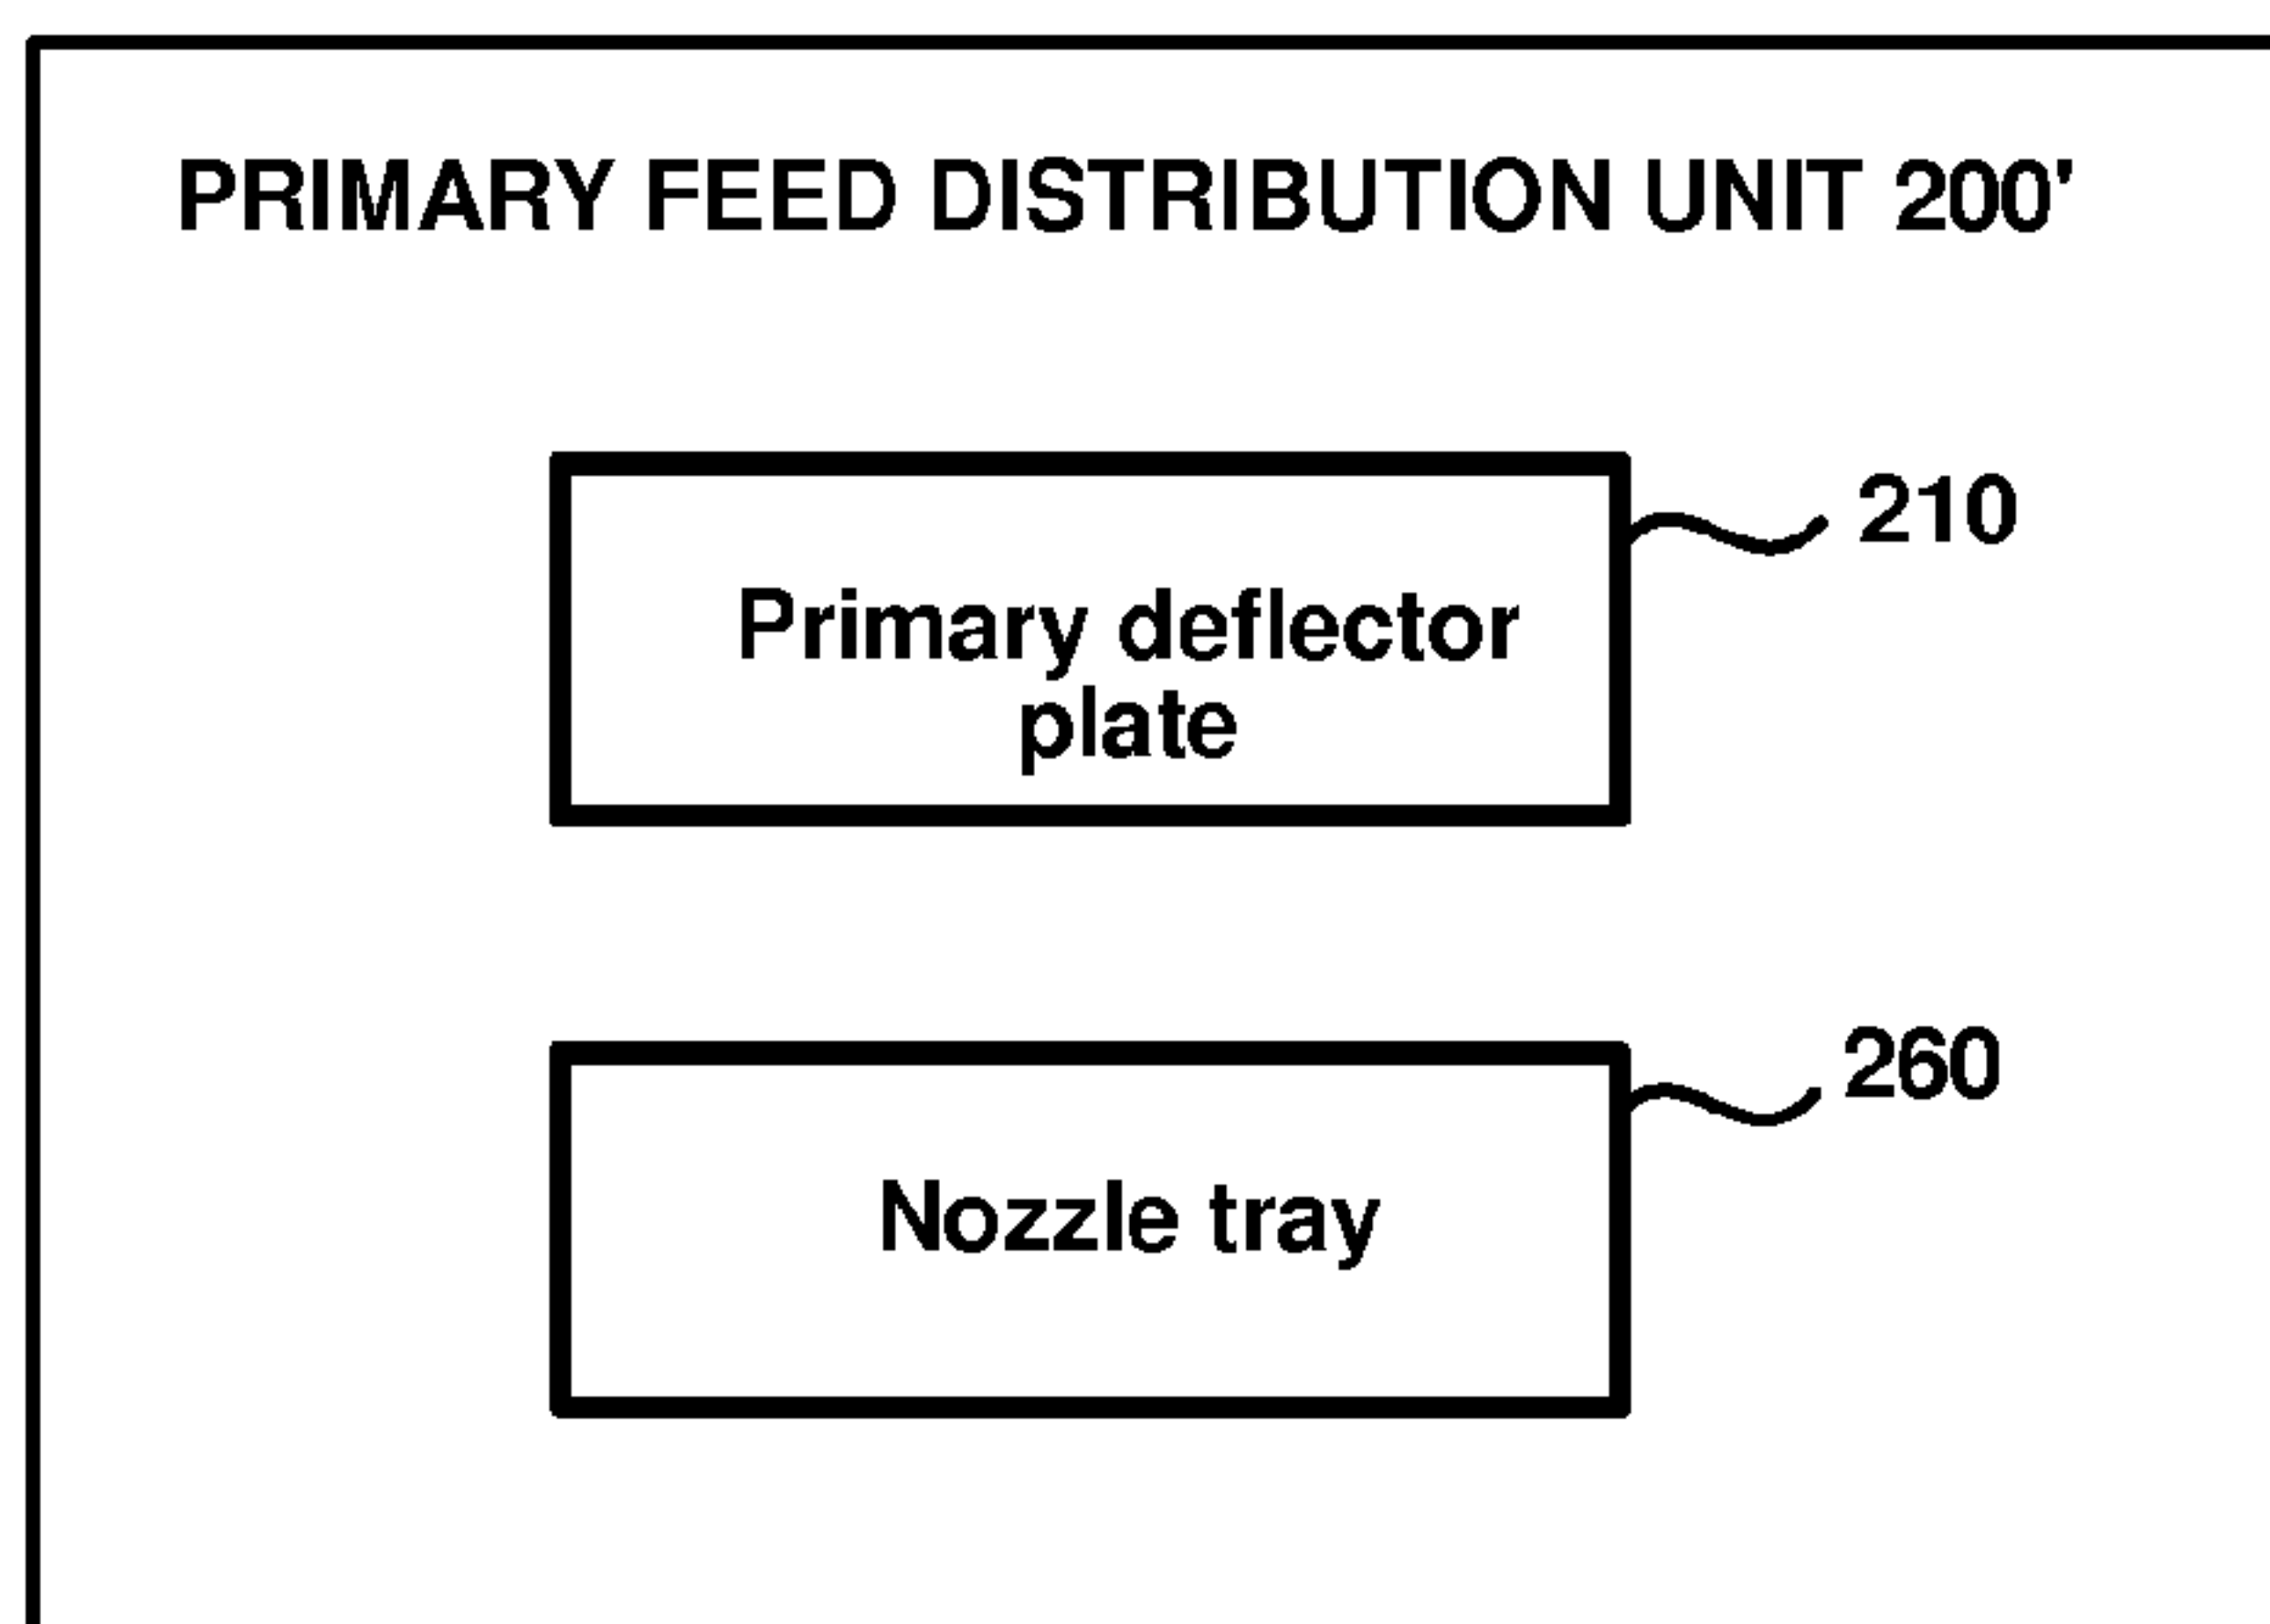 PRIMARY FEED DISTRIBUTION UNIT 200'
210
Primary deflector
plate
260
Nozzle tray